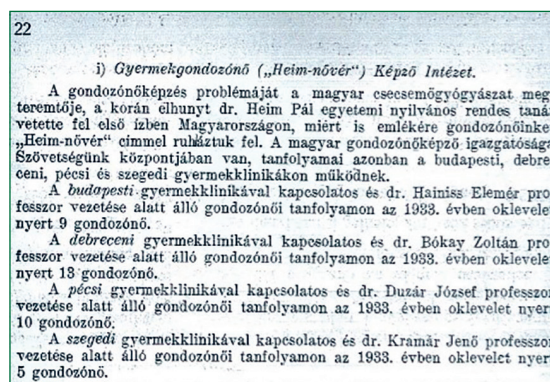 22
i) Gyermekgondozónő („Heim-nővér") Képző Intézet.
A gondozónőképzés problémáját a magyar csecsemőgyógyászat meg
teremtője, a korán elhunyt dr. Heim Pál egyetemi nyilvános rendes taná
vetette fel első ízben Magyarországon, miért is emlékére gondozónőinke
„Heim-nővér" címmel ruháztuk fel. A magyar gondozónőképző igazgatóság
Szövetségünk központjában van, tanfolyamai azonban a budapesti, debre
ceni, pécsi és szegedi gyermekklinikákon működnek.
A budapesti gyermekklinikával kapcsolatos és dr. Hainiss Elemér pro
fesszor vezetése alatt álló gondozónői tanfolyamon az 1933. évben oklevele
nyert 9 gondozónő.
A debreceni gyermekklinikával kapcsolatos és dr. Bókay Zoltán pro
fesszor vezetése alatt álló gondozónői tanfolyamon az 1933. évben oklevele
nyert 13 gondozónő.
A pécsi gyermekklinikával kapcsolatos és dr. Duzár József professzor
vezetése alatt álló gondozónői tanfolyamon az 1933. évben oklevelet nyer
10 gondozónő.
A szegedi gyermekklinikával kapcsolatos és dr. Kramár Jenő professzo
vezetése alatt álló gondozónői tanfolyamon az 1933. évben oklevelet nyer
5 gondozónő.